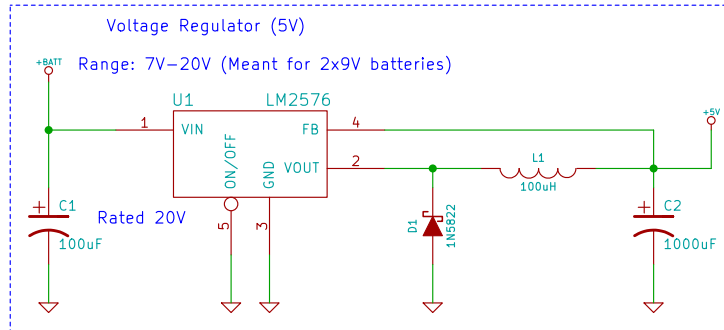 Voltage Regulator (5V)
+BATT
Range: 7V-20V (Meant for 2x9V batteries)
U1
LM2576
+5V
1
VIN
FB
4
ON/OFF
GND
VOUT
2
L1
100uH
C1
100uF
Rated 20V
5
3
D1
1N5822
C2
1000uF